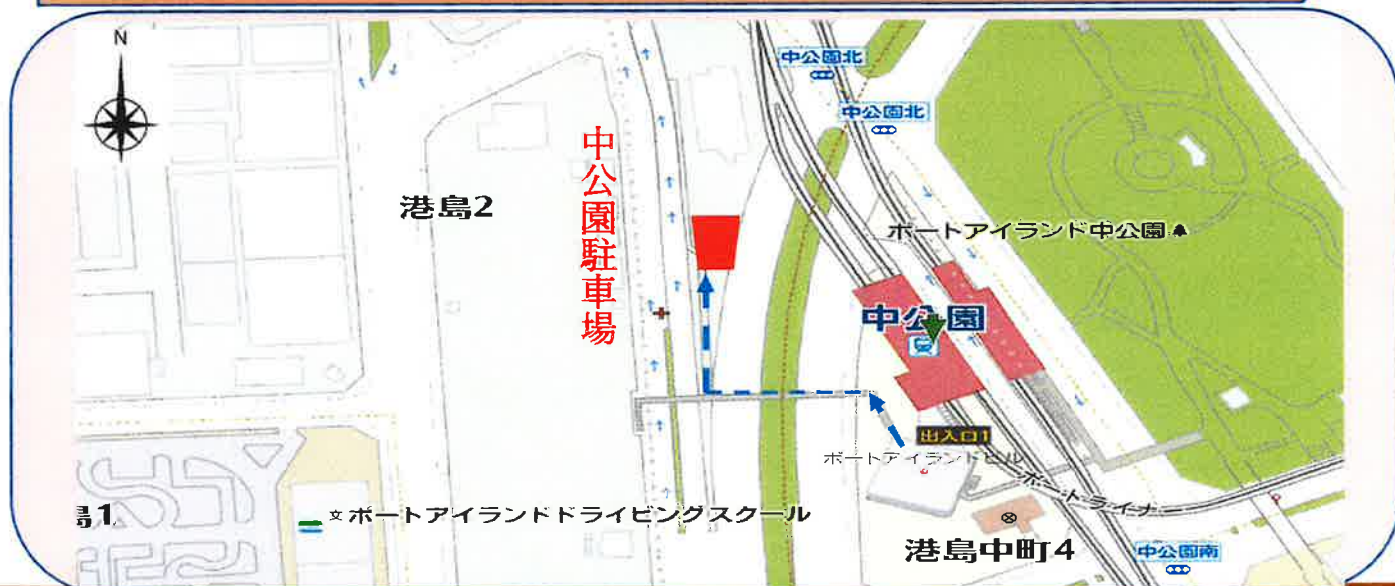 N
中公園北
中公園北
中公園駐車場
港島2
ポートアイランド中公園
中公園
出入口1
ポートアイランドビル
ポートライナー
島1
文ポートアイランドドライビングスクール
港島中町4
中公園南